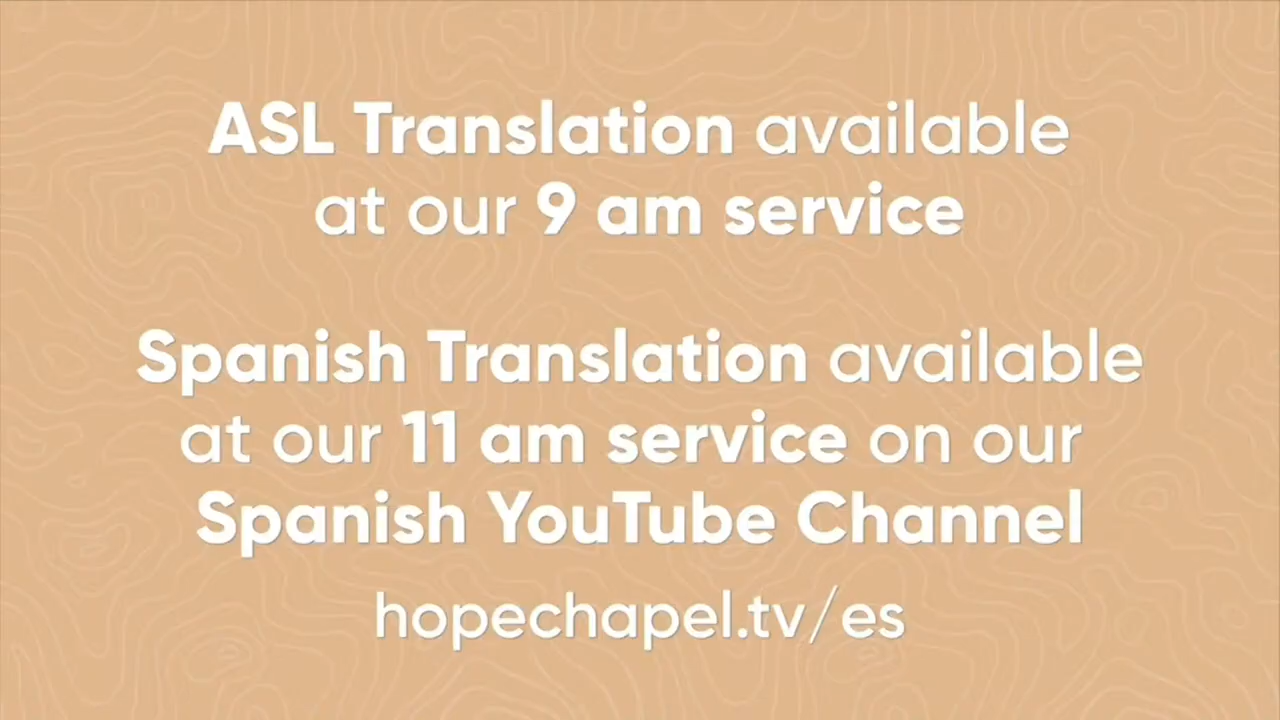 ASL Translation available
at our 9 am service
Spanish Translation available
at our 11 am service on our
Spanish YouTube Channel
hopechapel.tv/es